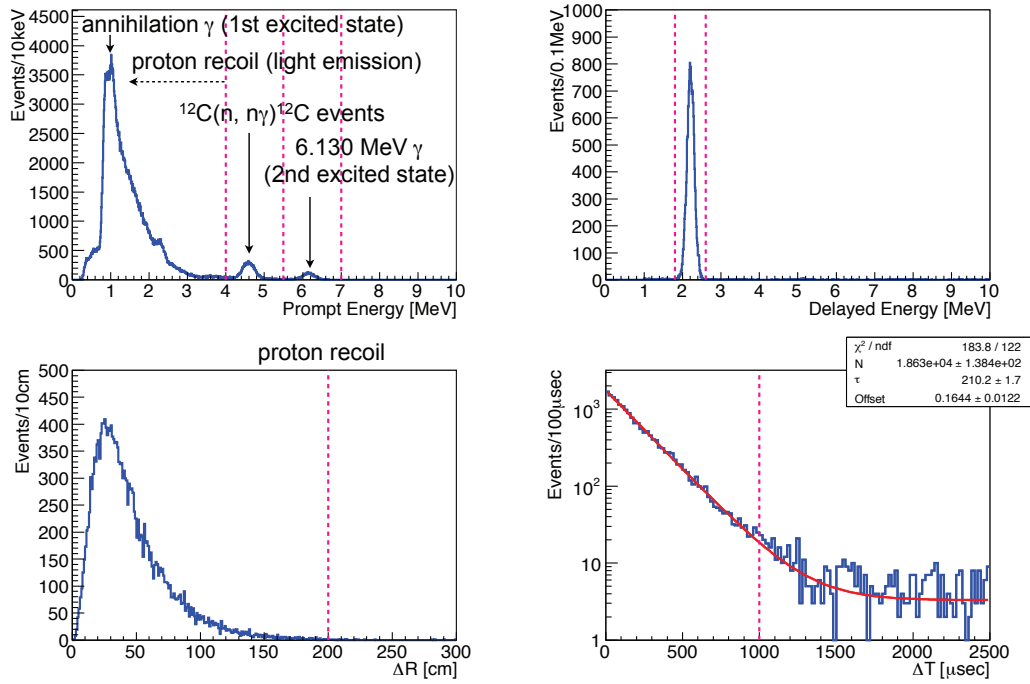 annihilation γ (1st excited state)
proton recoil (light emission)
¹²C(n, nγ)¹²C events
6.130 MeV γ
(2nd excited state)
Events/10keV
4500
4000
3500
3000
2500
2000
1500
1000
500
0
0 1 2 3 4 5 6 7 8 9 10
Prompt Energy [MeV]
Events/0.1MeV
1000
900
800
700
600
500
400
300
200
100
0
0 1 2 3 4 5 6 7 8 9 10
Delayed Energy [MeV]
proton recoil
Events/10cm
500
450
400
350
300
250
200
150
100
50
0
0 50 100 150 200 250 300
ΔR [cm]
χ² / ndf 183.8 / 122
N 1.863e+04 ± 1.384e+02
τ 210.2 ± 1.7
Offset 0.1644 ± 0.0122
Events/100μsec
10³
10²
10
1
0 500 1000 1500 2000 2500
ΔT [μsec]